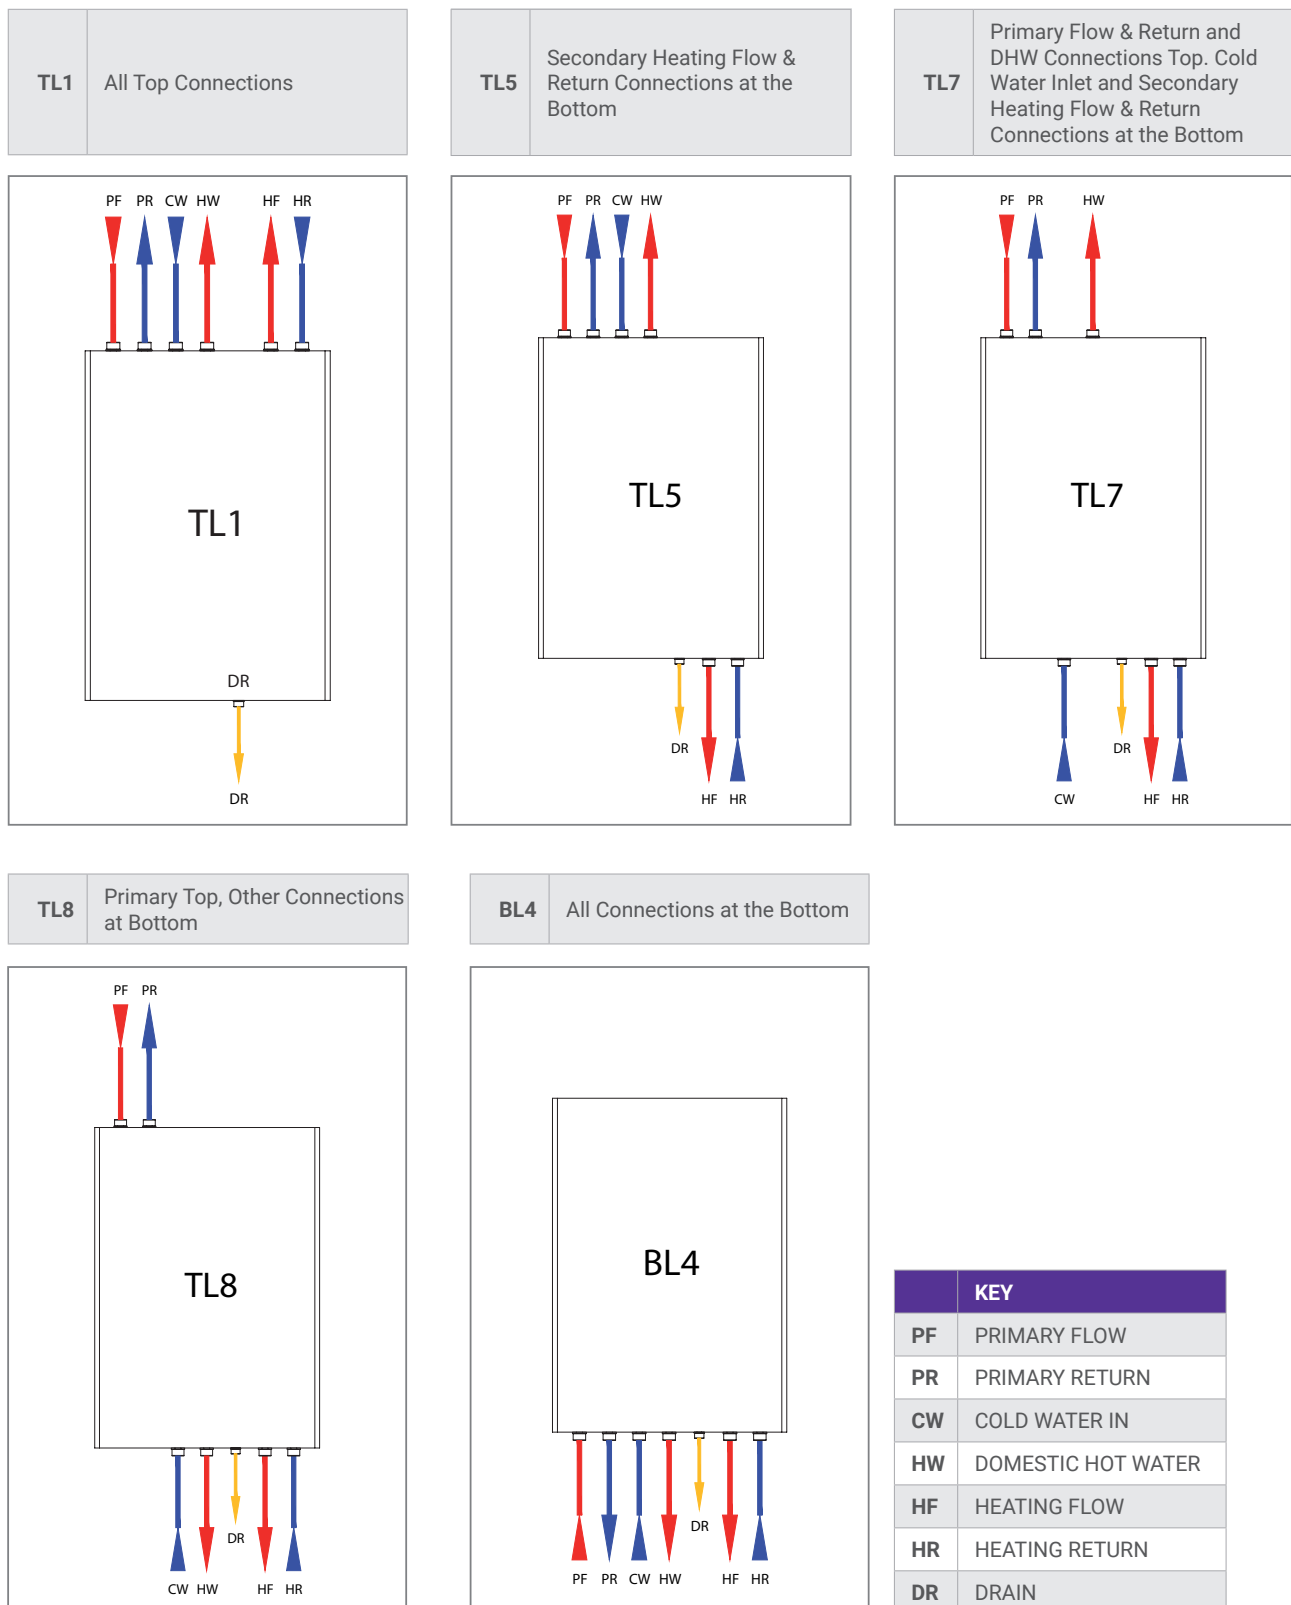 TL1
All Top Connections
TL5
Secondary Heating Flow &
Return Connections at the
Bottom
TL7
Primary Flow & Return and
DHW Connections Top. Cold
Water Inlet and Secondary
Heating Flow & Return
Connections at the Bottom
PF PR CW HW HF HR
TL1
DR
DR
PF PR CW HW
TL5
DR
HF HR
PF PR HW
TL7
DR
CW HF HR
TL8
Primary Top, Other Connections
at Bottom
BL4
All Connections at the Bottom
PF PR
TL8
DR
CW HW HF HR
BL4
DR
PF PR CW HW HF HR
KEY
PF PRIMARY FLOW
PR PRIMARY RETURN
CW COLD WATER IN
HW DOMESTIC HOT WATER
HF HEATING FLOW
HR HEATING RETURN
DR DRAIN